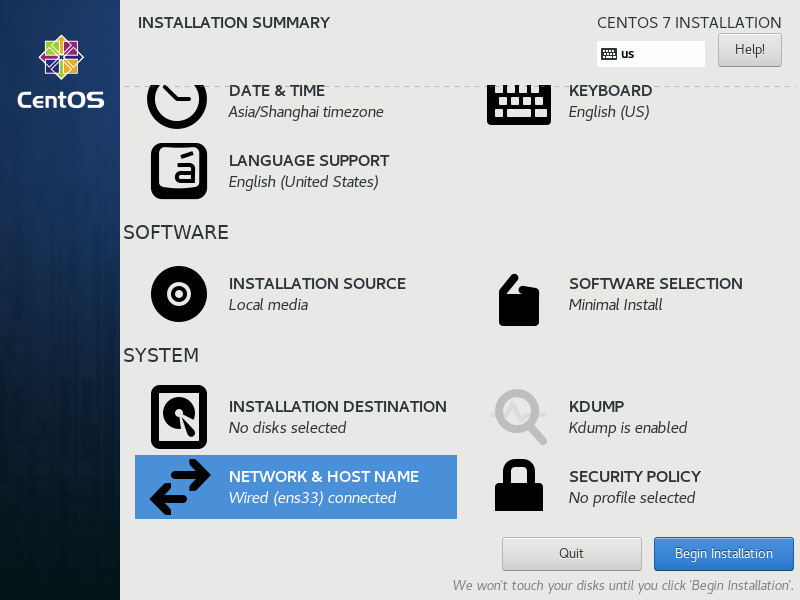 INSTALLATION SUMMARY
CENTOS 7 INSTALLATION
us
Help!
CentOS
DATE & TIME
Asia/Shanghai timezone
KEYBOARD
English (US)
LANGUAGE SUPPORT
English (United States)
SOFTWARE
INSTALLATION SOURCE
Local media
SOFTWARE SELECTION
Minimal Install
SYSTEM
INSTALLATION DESTINATION
No disks selected
KDUMP
Kdump is enabled
NETWORK & HOST NAME
Wired (ens33) connected
SECURITY POLICY
No profile selected
Quit
Begin Installation
We won't touch your disks until you click 'Begin Installation'.